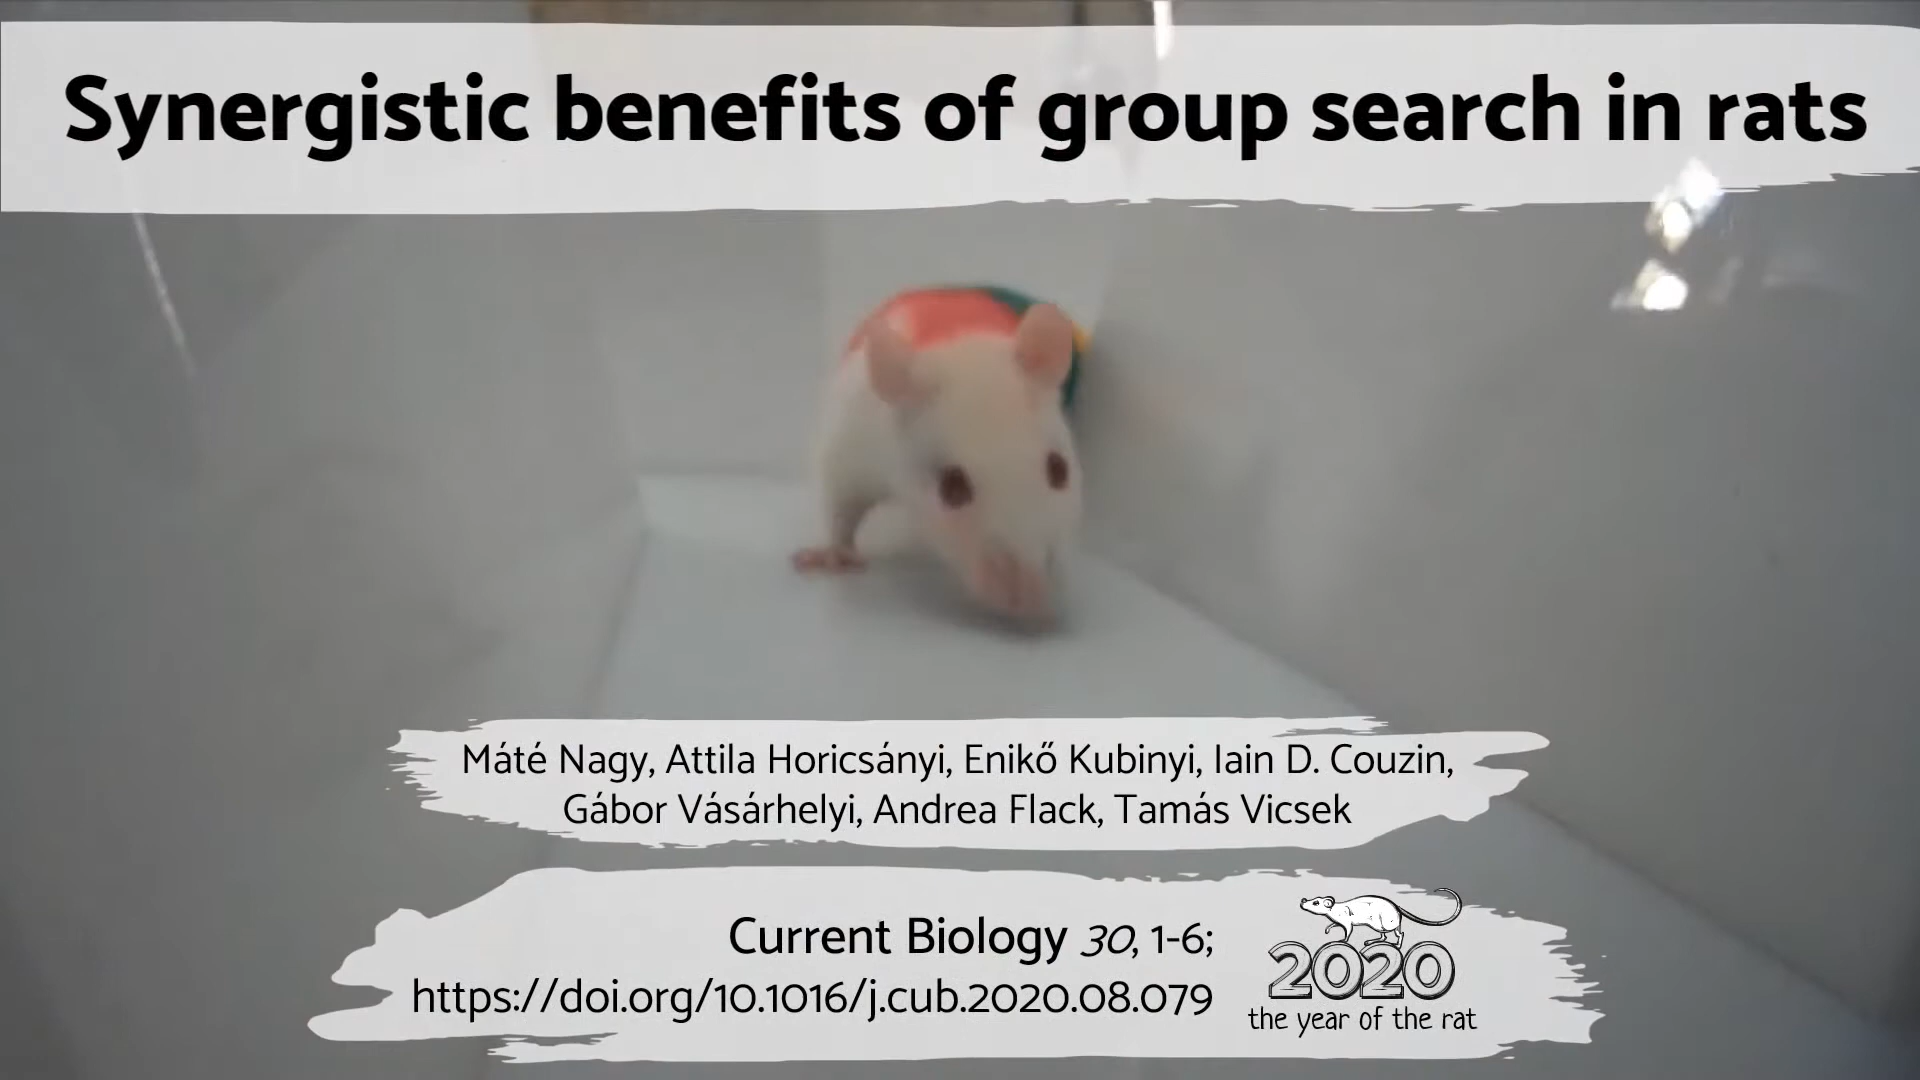 Synergistic benefits of group search in rats
Máté Nagy, Attila Horicsányi, Enikő Kubinyi, Iain D. Couzin,
Gábor Vásárhelyi, Andrea Flack, Tamás Vicsek
Current Biology 30, 1-6;
https://doi.org/10.1016/j.cub.2020.08.079
2020
the year of the rat